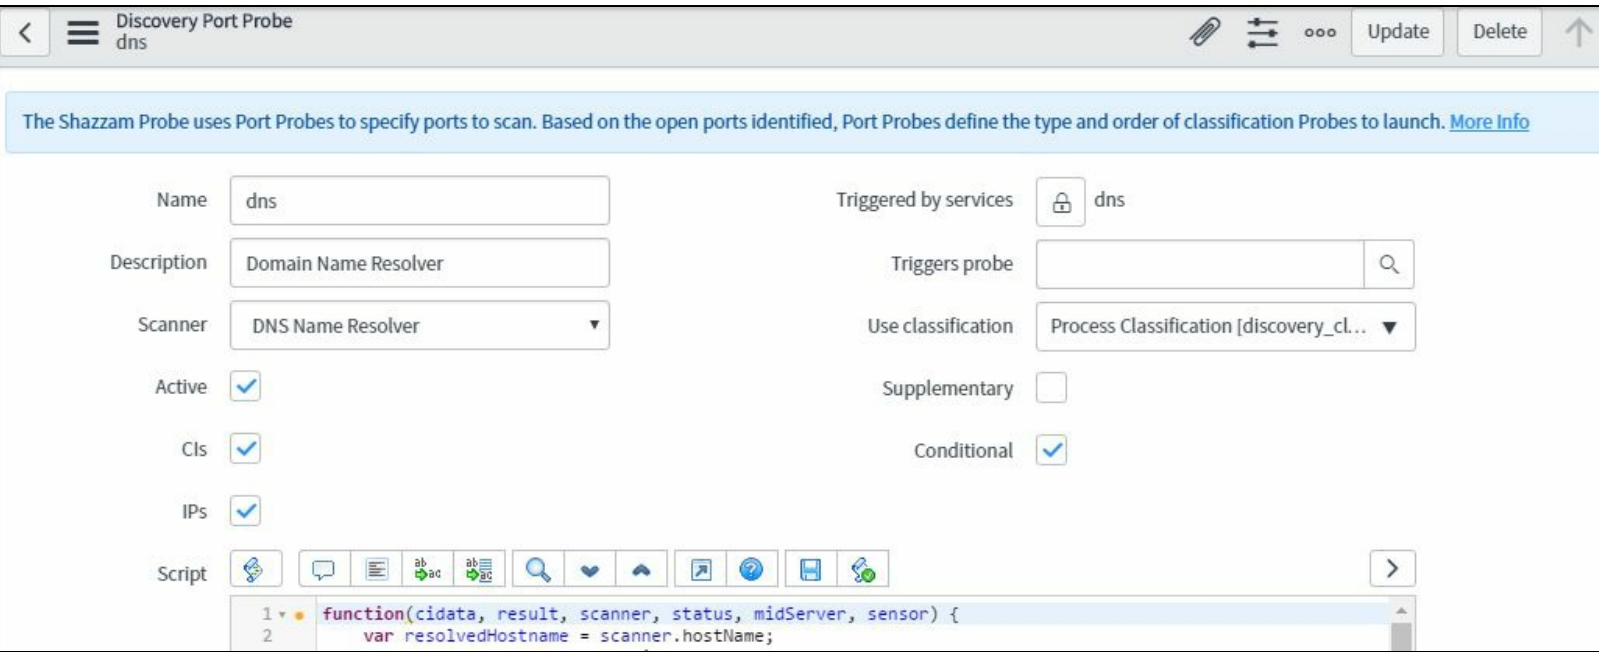 Discovery Port Probe
dns
Update
Delete
The Shazzam Probe uses Port Probes to specify ports to scan. Based on the open ports identified, Port Probes define the type and order of classification Probes to launch. More Info
Name dns
Triggered by services dns
Description Domain Name Resolver
Triggers probe
Scanner DNS Name Resolver
Use classification Process Classification [discovery_cl...
Active
Supplementary
CIs
Conditional
IPs
Script
1 function(cidata, result, scanner, status, midServer, sensor) {
2 var resolvedHostname = scanner.hostName;